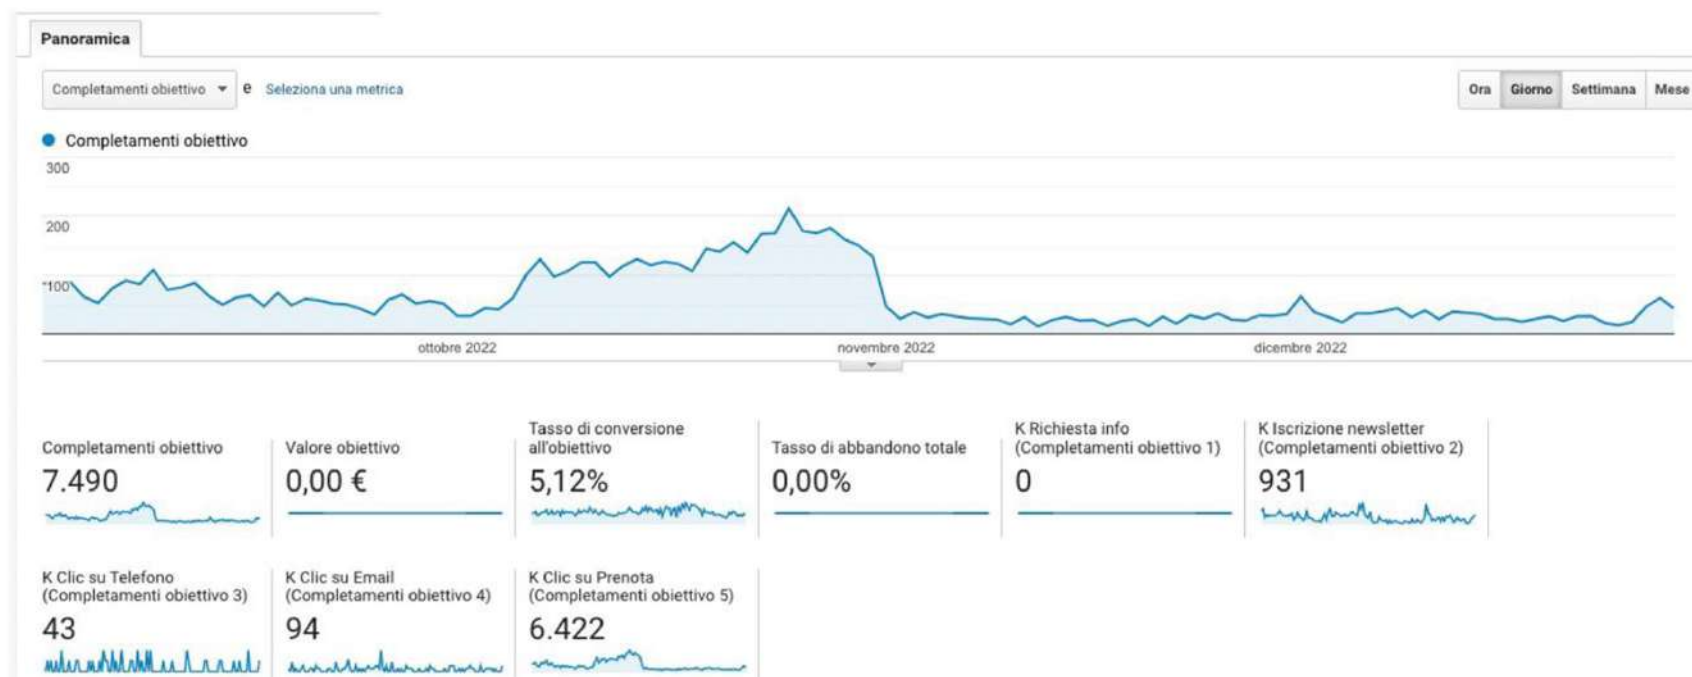 Panoramica
Completamenti obiettivo e Seleziona una metrica
Ora Giorno Settimana Mese
Completamenti obiettivo
300
200
100
ottobre 2022 novembre 2022 dicembre 2022
Completamenti obiettivo
7.490
Valore obiettivo
0,00 €
Tasso di conversione
all'obiettivo
5,12%
Tasso di abbandono totale
0,00%
K Richiesta info
(Completamenti obiettivo 1)
0
K Iscrizione newsletter
(Completamenti obiettivo 2)
931
K Clic su Telefono
(Completamenti obiettivo 3)
43
K Clic su Email
(Completamenti obiettivo 4)
94
K Clic su Prenota
(Completamenti obiettivo 5)
6.422